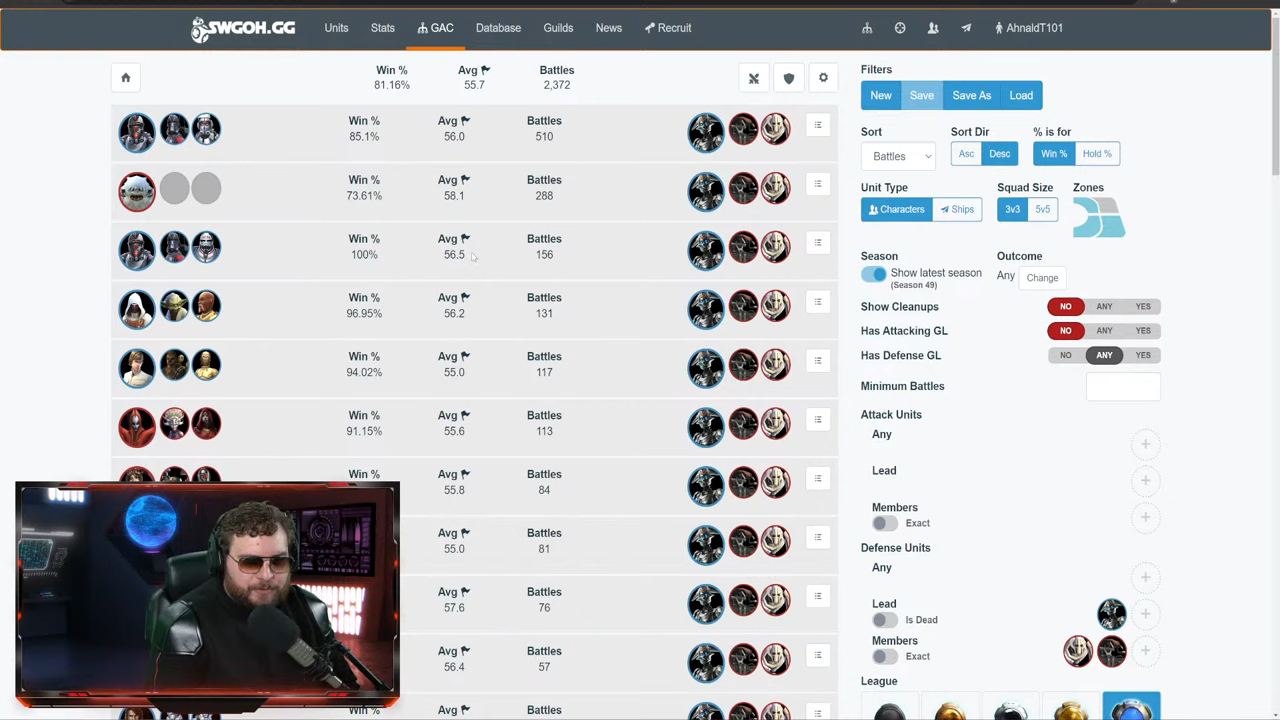 SWGOH.GG Units Stats GAC Database Guilds News Recruit AhnaldT101
Win % Avg Battles
81.16% 55.7 2,372
Win % Avg Battles
85.1% 56.0 510
Win % Avg Battles
73.61% 58.1 288
Win % Avg Battles
100% 56.5 156
Win % Avg Battles
96.95% 56.2 131
Win % Avg Battles
94.02% 55.0 117
Win % Avg Battles
91.15% 55.6 113
Win % Avg Battles
55.8 84
Avg Battles
55.0 81
Avg Battles
57.6 76
Avg Battles
56.4 57
Avg Battles
Filters
New Save Save As Load
Sort Sort Dir % is for
Battles Asc Desc Win % Hold %
Unit Type Squad Size Zones
Characters Ships 3v3 5v5
Season Outcome
Show latest season
(Season 49)
Any Change
Show Cleanups NO ANY YES
Has Attacking GL NO ANY YES
Has Defense GL NO ANY YES
Minimum Battles
Attack Units
Any
Lead
Members
Exact
Defense Units
Any
Lead
Is Dead
Members
Exact
League